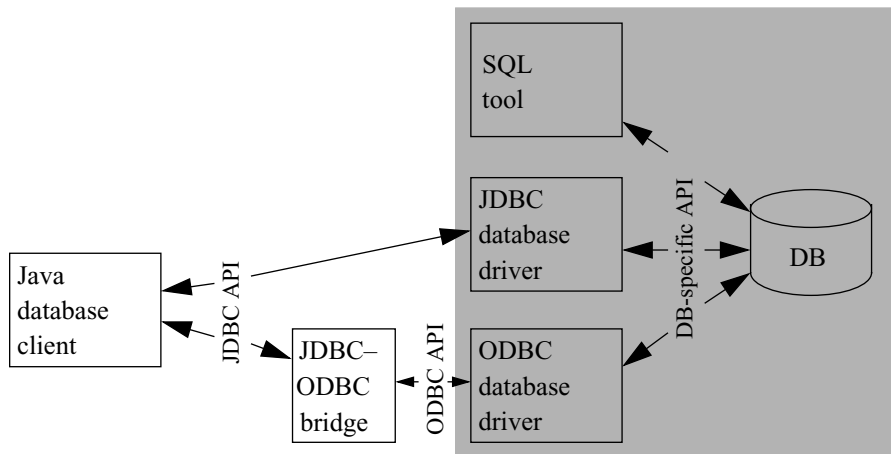 SQL
tool
JDBC
database
driver
DB-specific API
DB
Java
database
client
JDBC API
JDBC–
ODBC
bridge
ODBC API
ODBC
database
driver